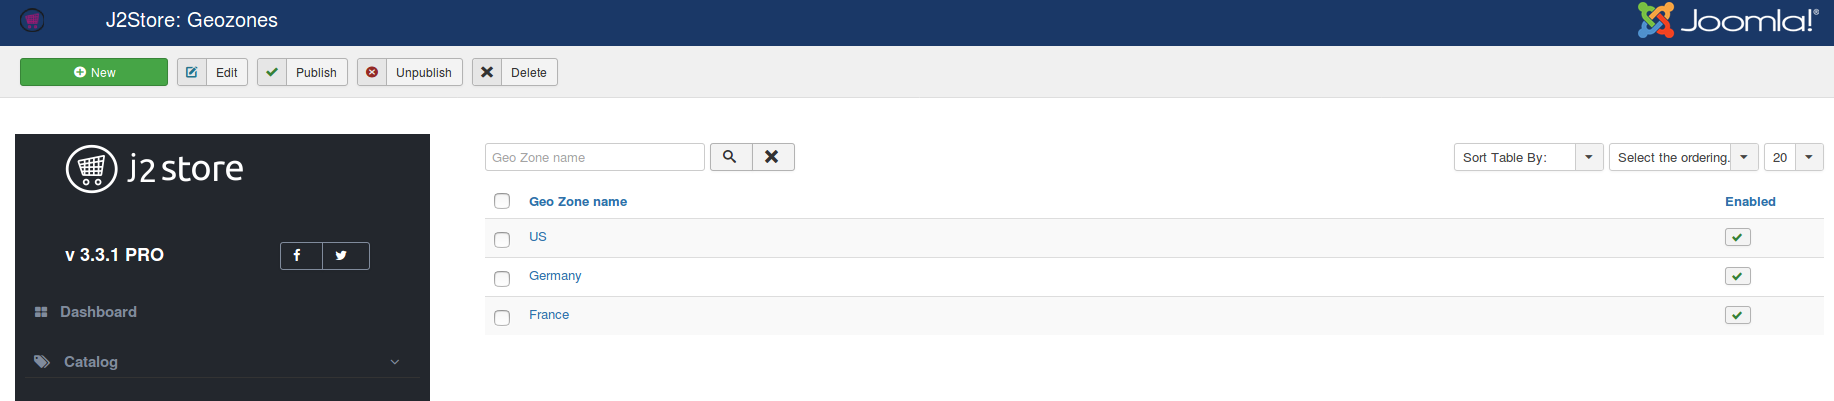 J2Store: Geozones
Joomla!®
New
Edit
Publish
Unpublish
Delete
j2store
Geo Zone name
Sort Table By:
Select the ordering.
20
Geo Zone name
Enabled
v 3.3.1 PRO
US
Germany
Dashboard
France
Catalog